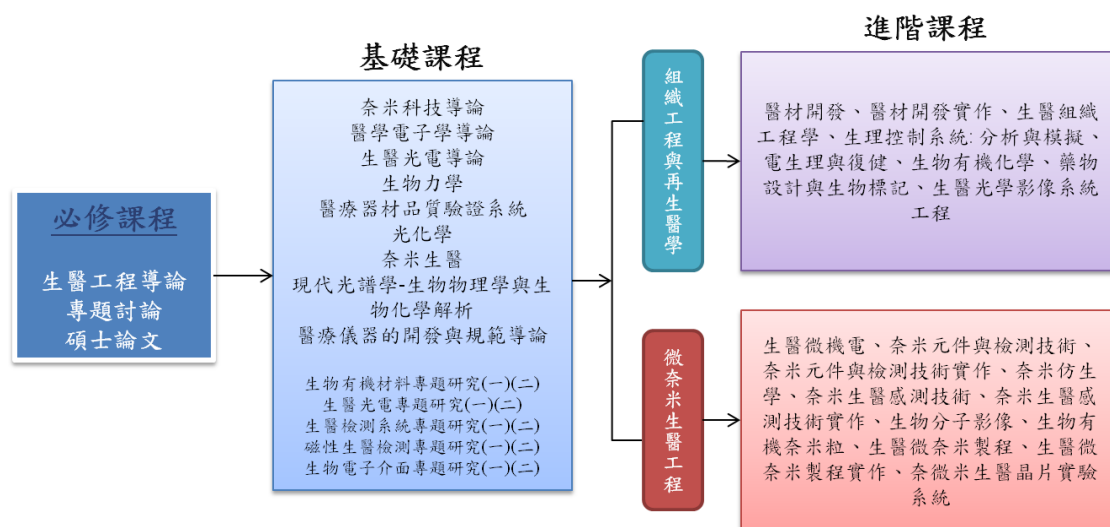 必修課程
生醫工程導論
專題討論
碩士論文
基礎課程
奈米科技導論
醫學電子學導論
生醫光電導論
生物力學
醫療器材品質驗證系統
光化學
奈米生醫
現代光譜學-生物物理學與生
物化學解析
醫療儀器的開發與規範導論
生物有機材料專題研究(一)(二)
生醫光電專題研究(一)(二)
生醫檢測系統專題研究(一)(二)
磁性生醫檢測專題研究(一)(二)
生物電子介面專題研究(一)(二)
組織工程與再生醫學
微奈米生醫工程
進階課程
醫材開發、醫材開發實作、生醫組織
工程學、生理控制系統: 分析與模擬、
電生理與復健、生物有機化學、藥物
設計與生物標記、生醫光學影像系統
工程
生醫微機電、奈米元件與檢測技術、
奈米元件與檢測技術實作、奈米仿生
學、奈米生醫感測技術、奈米生醫感
測技術實作、生物分子影像、生物有
機奈米粒、生醫微奈米製程、生醫微
奈米製程實作、奈微米生醫晶片實驗
系統